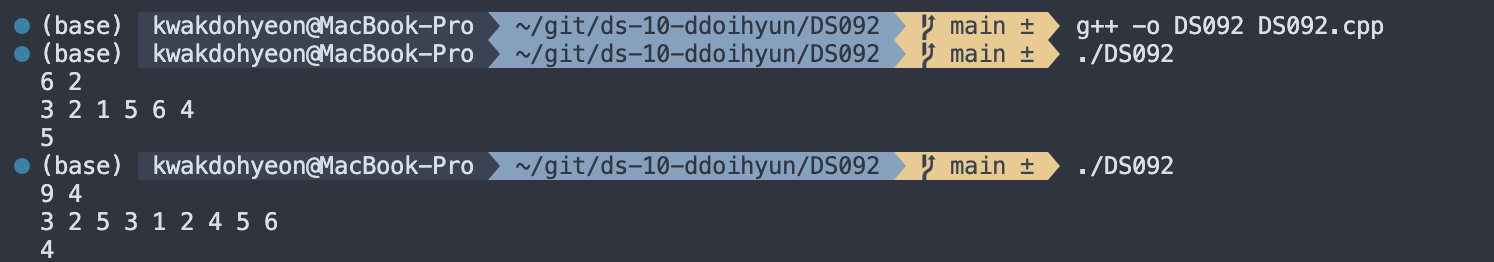 (base) kwakdohyeon@MacBook-Pro ~/git/ds-10-ddoihyun/DS092 main ± g++ -o DS092 DS092.cpp
(base) kwakdohyeon@MacBook-Pro ~/git/ds-10-ddoihyun/DS092 main ± ./DS092
6 2
3 2 1 5 6 4
5
(base) kwakdohyeon@MacBook-Pro ~/git/ds-10-ddoihyun/DS092 main ± ./DS092
9 4
3 2 5 3 1 2 4 5 6
4